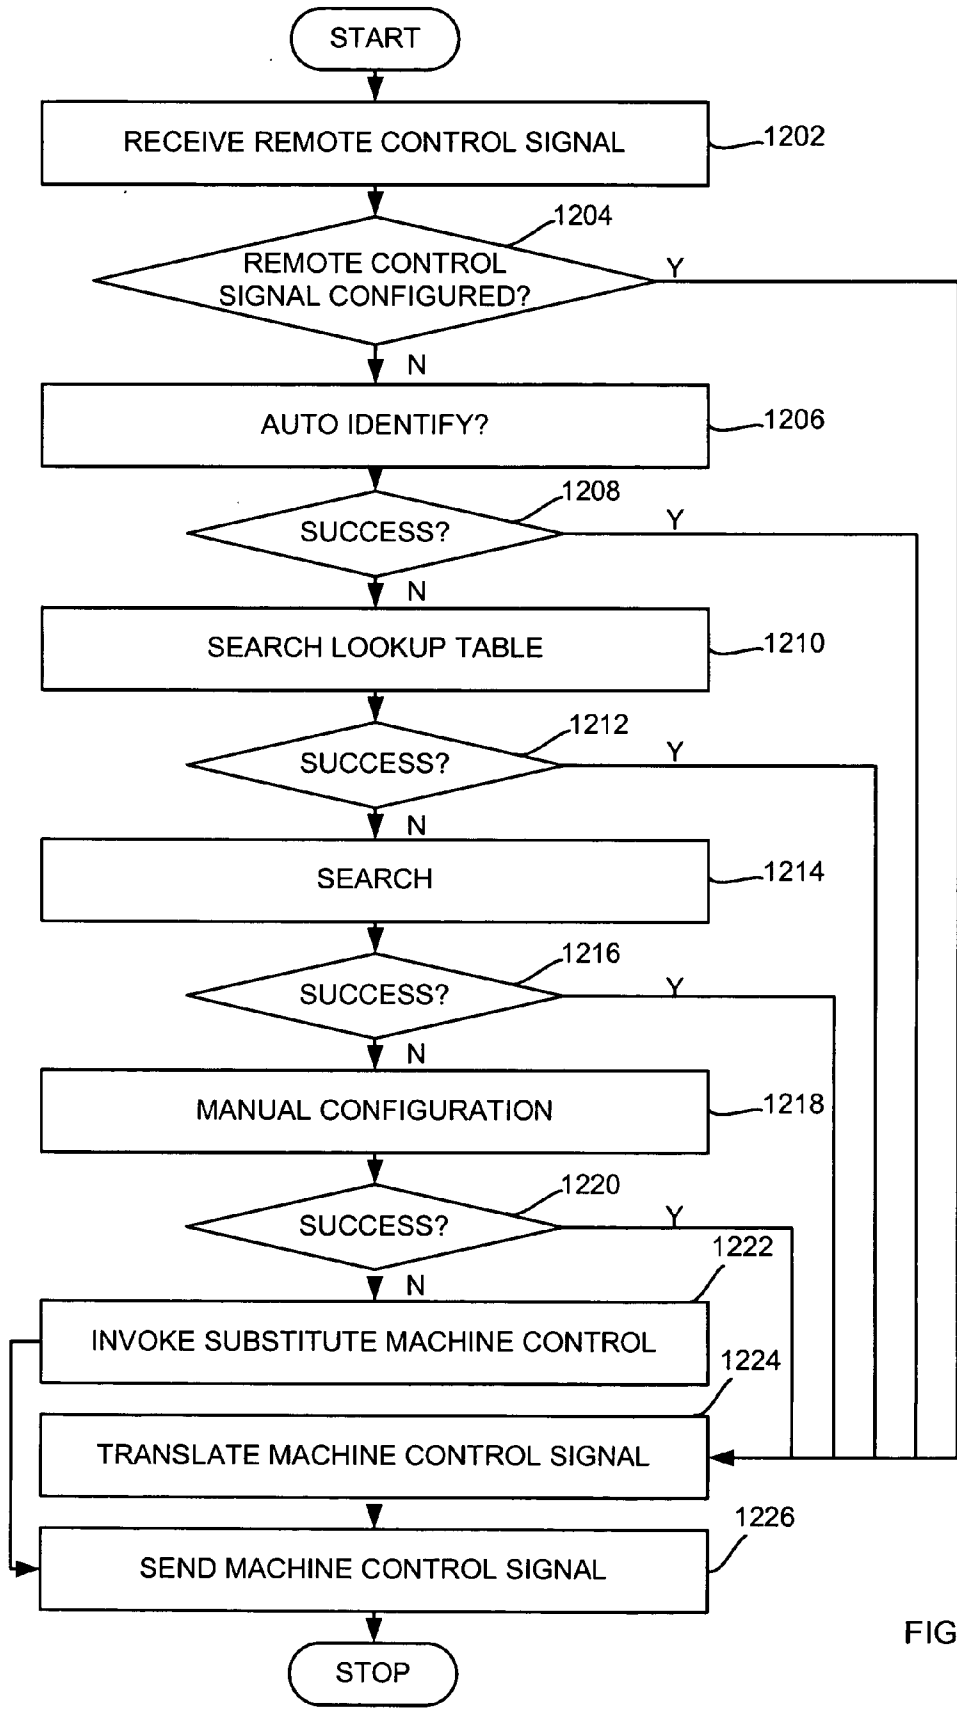 START
RECEIVE REMOTE CONTROL SIGNAL
1202
1204
REMOTE CONTROL
SIGNAL CONFIGURED?
Y
N
AUTO IDENTIFY?
1206
1208
SUCCESS?
Y
N
SEARCH LOOKUP TABLE
1210
1212
SUCCESS?
Y
N
SEARCH
1214
1216
SUCCESS?
Y
N
MANUAL CONFIGURATION
1218
1220
SUCCESS?
Y
N
1222
INVOKE SUBSTITUTE MACHINE CONTROL
1224
TRANSLATE MACHINE CONTROL SIGNAL
1226
SEND MACHINE CONTROL SIGNAL
STOP
FIG